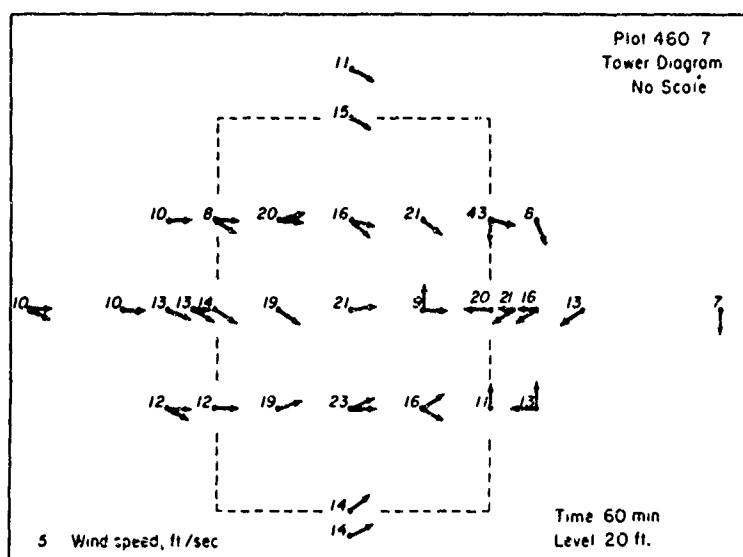 Plot 460 7
Tower Diagram
No Scale
11
15
10 8 20 16 21 43 8
10 10 13 13 14 19 21 9 20 21 16 13 7
12 12 19 23 16 11 13
14
14
5 Wind speed, ft/sec
Time 60 min
Level 20 ft.